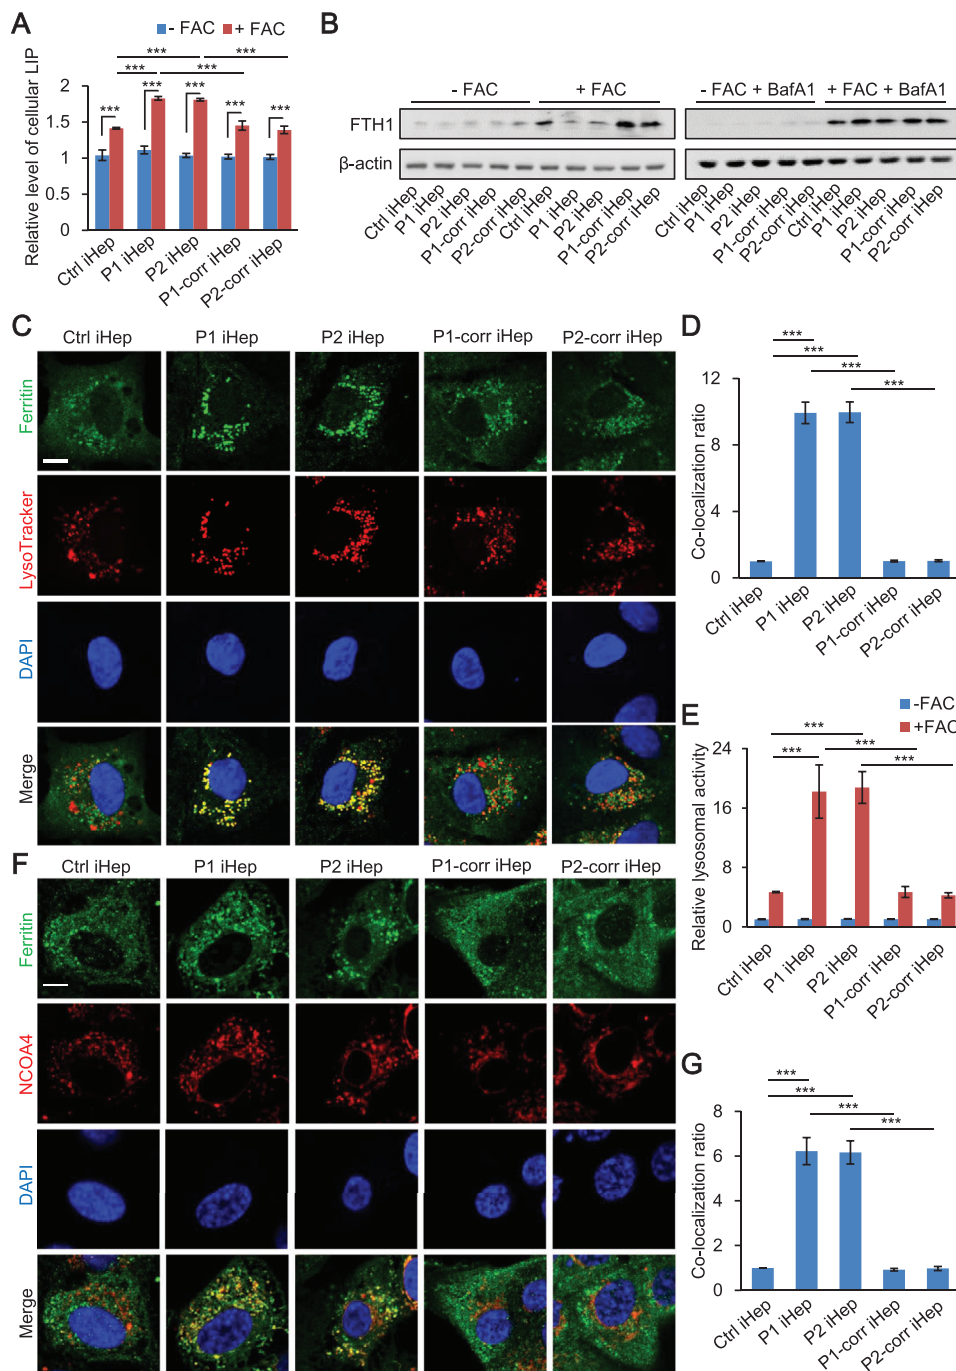 A
- FAC + FAC
***
***
***
***
***
***
***
***
***
Relative level of cellular LIP
2
1.5
1
0.5
0
Ctrl iHep
P1 iHep
P2 iHep
P1-corr iHep
P2-corr iHep
B
- FAC + FAC
- FAC + BafA1 + FAC + BafA1
FTH1
β-actin
Ctrl iHep
P1 iHep
P2 iHep
P1-corr iHep
P2-corr iHep
Ctrl iHep
P1 iHep
P2 iHep
P1-corr iHep
P2-corr iHep
Ctrl iHep
P1 iHep
P2 iHep
P1-corr iHep
P2-corr iHep
Ctrl iHep
P1 iHep
P2 iHep
P1-corr iHep
P2-corr iHep
C
Ctrl iHep P1 iHep P2 iHep P1-corr iHep P2-corr iHep
Ferritin
LysoTracker
DAPI
Merge
D
***
***
***
***
Co-localization ratio
12
8
4
0
Ctrl iHep
P1 iHep
P2 iHep
P1-corr iHep
P2-corr iHep
E
-FAC
+FAC
***
***
***
***
Relative lysosomal activity
24
16
8
0
Ctrl iHep
P1 iHep
P2 iHep
P1-corr iHep
P2-corr iHep
F
Ctrl iHep P1 iHep P2 iHep P1-corr iHep P2-corr iHep
Ferritin
NCOA4
DAPI
Merge
G
***
***
***
***
Co-localization ratio
8
6
4
2
0
Ctrl iHep
P1 iHep
P2 iHep
P1-corr iHep
P2-corr iHep